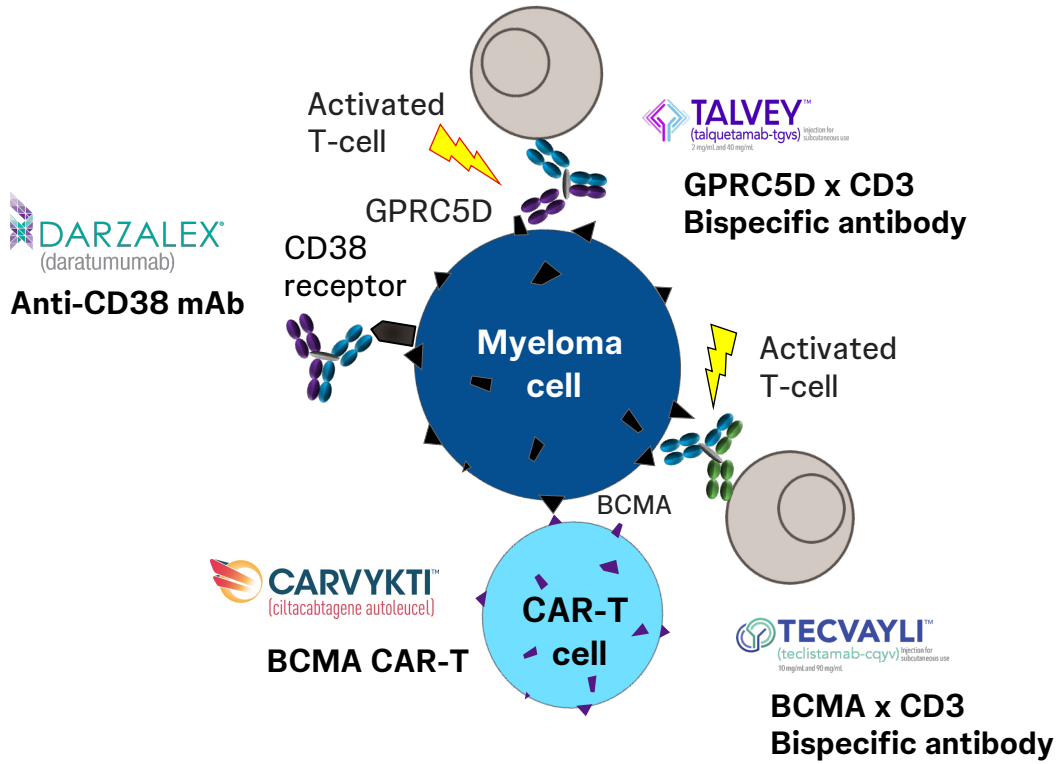 Activated
T-cell
TALVEY™
(talquetamab-tgvs) Injection for
subcutaneous use
2 mg/mL and 40 mg/mL
GPRC5D x CD3
Bispecific antibody
GPRC5D
DARZALEX®
(daratumumab)
Anti-CD38 mAb
CD38
receptor
Myeloma
cell
Activated
T-cell
BCMA
CARVYKTI™
(ciltacabtagene autoleucel)
BCMA CAR-T
CAR-T
cell
TECVAYLI™
(teclistamab-cqyv) Injection for
subcutaneous use
10 mg/mL and 90 mg/mL
BCMA x CD3
Bispecific antibody